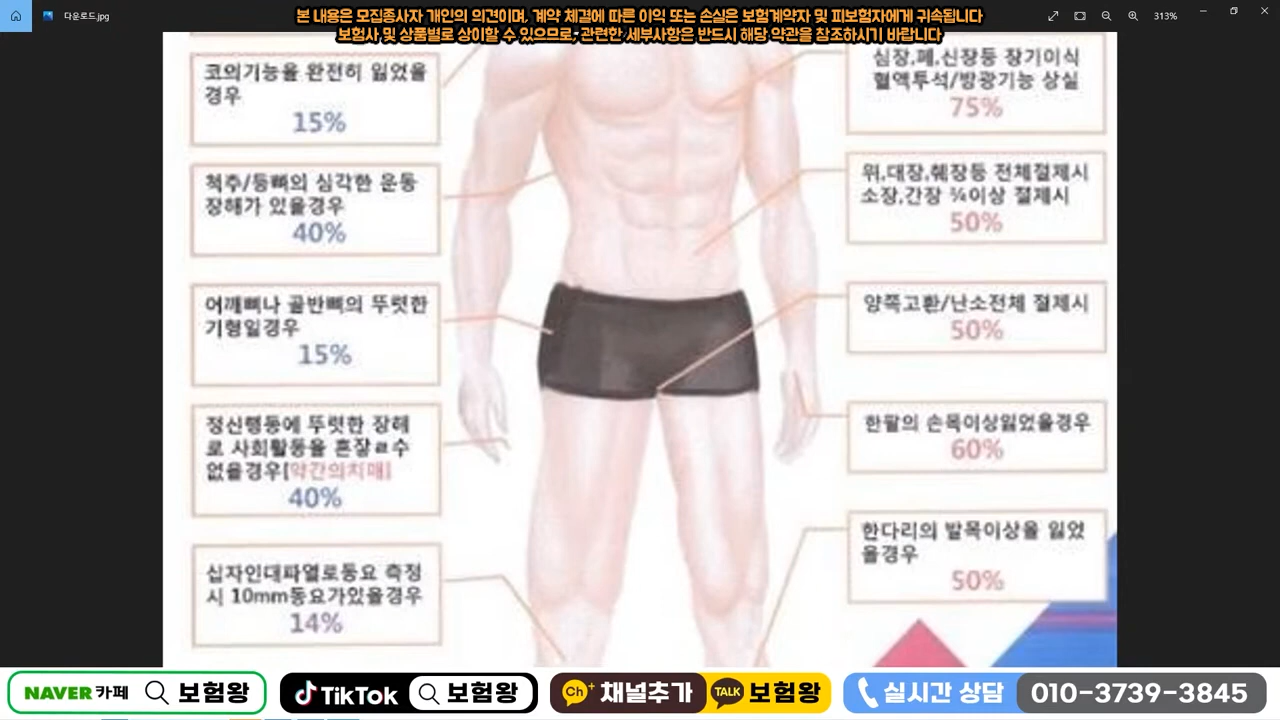 본 내용은 모집종사자 개인의 의견이며, 계약 체결에 따른 이익 또는 손실은 보험계약자 및 피보험자에게 귀속됩니다
보험사 및 상품별로 상이할 수 있으므로, 관련한 세부사항은 반드시 해당 약관을 참조하시기 바랍니다
다운로드.jpg
313%
코의기능을 완전히 잃었을
경우
15%
척추/등뼈의 심각한 운동
장해가 있을경우
40%
어깨뼈나 골반뼈의 뚜렷한
기형일경우
15%
정신행동에 뚜렷한 장해
로 사회활동을 혼잘ㄹ수
없을경우[약간의치매]
40%
십자인대파열로동요 측정
시 10mm동요가있을경우
14%
심장,폐,신장등 장기이식
혈액투석/방광기능 상실
75%
위,대장,췌장등 전체절제시
소장,간장 ¾이상 절제시
50%
양쪽고환/난소전체 절제시
50%
한팔의 손목이상잃었을경우
60%
한다리의 발목이상을 잃었
을경우
50%
NAVER 카페 보험왕
TikTok 보험왕
Ch+ 채널추가 TALK 보험왕
실시간 상담 010-3739-3845